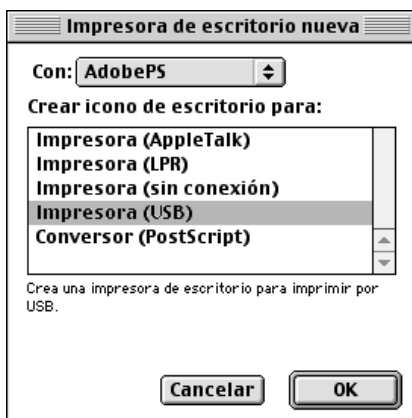 Impresora de escritorio nueva
Con: AdobePS
Crear icono de escritorio para:
Impresora (AppleTalk)
Impresora (LPR)
Impresora (sin conexión)
Impresora (USB)
Conversor (PostScript)
Crea una impresora de escritorio para imprimir por
USB.
Cancelar OK